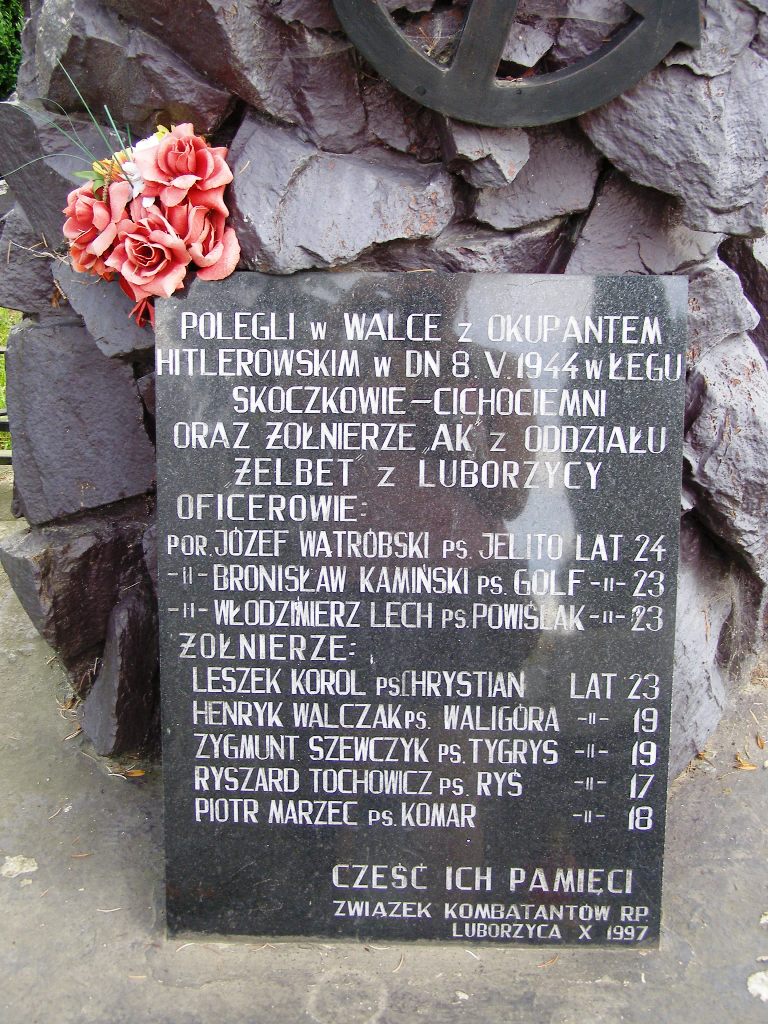 POLEGLI w WALCE z OKUPANTEM
HITLEROWSKIM w DN 8.V.1944 w ŁĘGU
SKOCZKOWIE-CICHOCIEMNI
ORAZ ŻOŁNIERZE „AK” z ODDZIAŁU
„ŻELBET” z LUBORZYCY
OFICEROWIE:
POR. JÓZEF WĄTRÓBSKI PS. JELITO LAT 24
-II- BRONISŁAW KAMIŃSKI PS. GOLF -II- 23
-II- WŁODZIMIERZ LECH PS. POWIŚLAK -II- 23
ŻOŁNIERZE:
LESZEK KOROL PS. CHRYSTIAN LAT 23
HENRYK WALCZAK PS. WALIGÓRA -II- 19
ZYGMUNT SZEWCZYK PS. TYGRYS -II- 19
RYSZARD TOCHOWICZ PS. RYŚ -II- 17
PIOTR MARZEC PS. KOMAR -II- 18
CZEŚĆ ICH PAMIĘCI
ZWIĄZEK KOMBATANTÓW RP.
LUBORZYCA X 1997